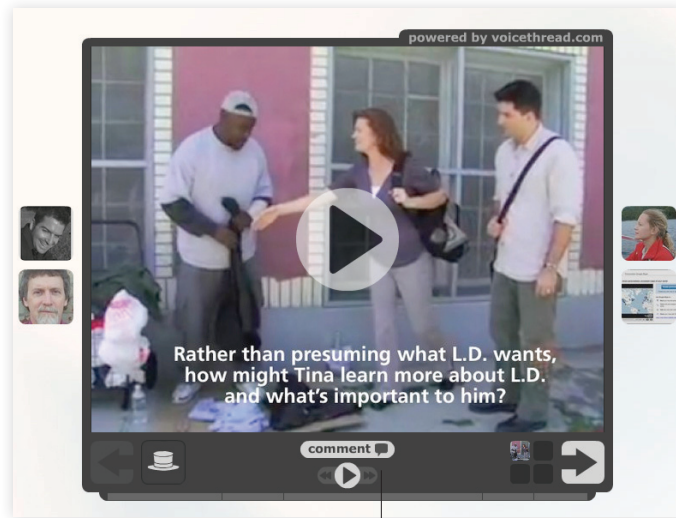 powered by voicethread.com
Rather than presuming what L.D. wants,
how might Tina learn more about L.D.
and what's important to him?
comment